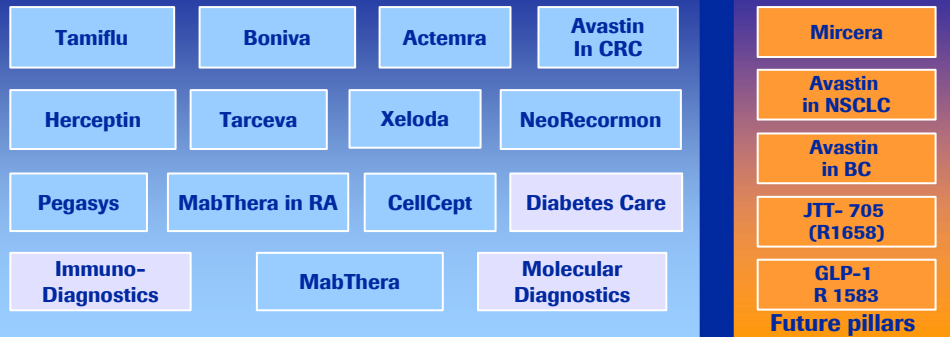 Tamiflu
Boniva
Actemra
Avastin
In CRC
Herceptin
Tarceva
Xeloda
NeoRecormon
Pegasys
MabThera in RA
CellCept
Diabetes Care
Immuno-
Diagnostics
MabThera
Molecular
Diagnostics
Mircera
Avastin
in NSCLC
Avastin
in BC
JTT- 705
(R1658)
GLP-1
R 1583
Future pillars